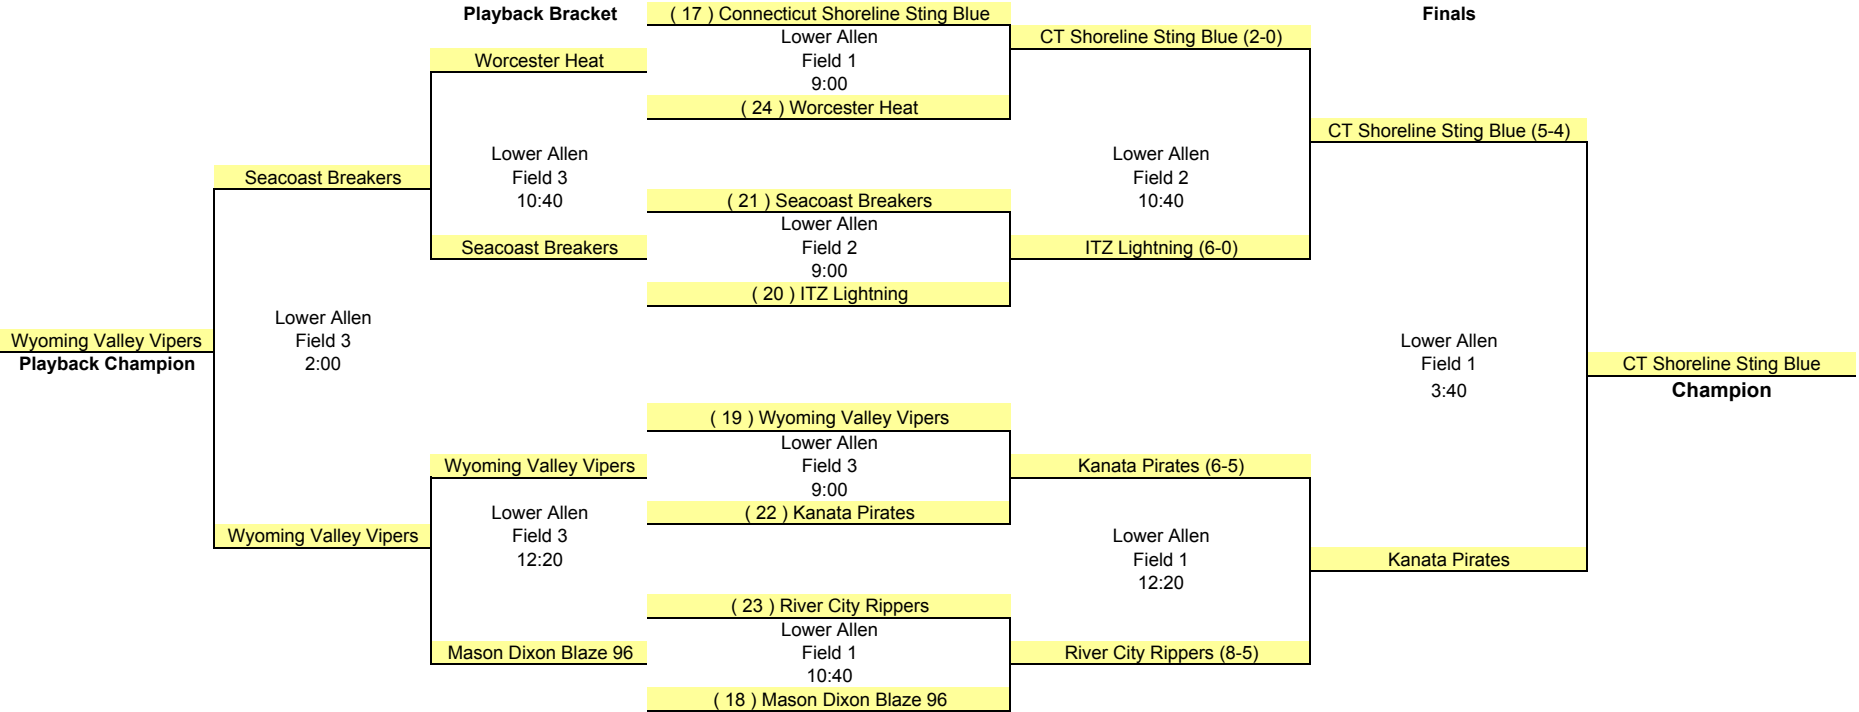 Playback Bracket
( 17 ) Connecticut Shoreline Sting Blue
Finals
Lower Allen
CT Shoreline Sting Blue (2-0)
Worcester Heat
Field 1
9:00
( 24 ) Worcester Heat
CT Shoreline Sting Blue (5-4)
Lower Allen
Lower Allen
Seacoast Breakers
Field 3
Field 2
10:40
( 21 ) Seacoast Breakers
10:40
Lower Allen
Seacoast Breakers
Field 2
ITZ Lightning (6-0)
9:00
( 20 ) ITZ Lightning
Lower Allen
Wyoming Valley Vipers
Field 3
Lower Allen
Playback Champion
2:00
Field 1
CT Shoreline Sting Blue
3:40
Champion
( 19 ) Wyoming Valley Vipers
Lower Allen
Wyoming Valley Vipers
Field 3
Kanata Pirates (6-5)
9:00
Lower Allen
( 22 ) Kanata Pirates
Wyoming Valley Vipers
Field 3
Lower Allen
12:20
Field 1
Kanata Pirates
12:20
( 23 ) River City Rippers
Lower Allen
Mason Dixon Blaze 96
Field 1
River City Rippers (8-5)
10:40
( 18 ) Mason Dixon Blaze 96